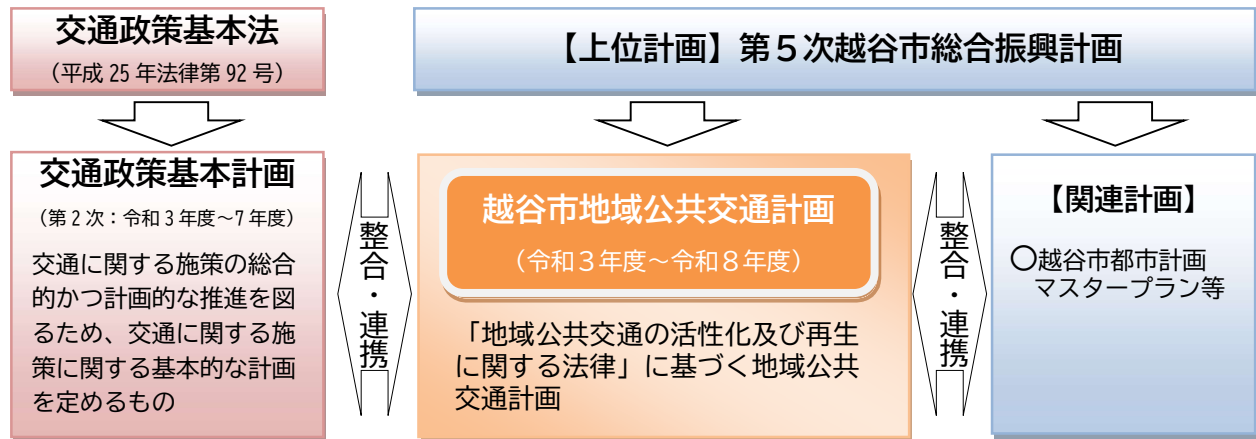 交通政策基本法
（平成25年法律第92号）
【上位計画】第５次越谷市総合振興計画
交通政策基本計画
（第2次：令和3年度～7年度）
交通に関する施策の総合
的かつ計画的な推進を図
るため、交通に関する施
策に関する基本的な計画
を定めるもの
整合・連携
越谷市地域公共交通計画
（令和３年度～令和８年度）
「地域公共交通の活性化及び再生
に関する法律」に基づく地域公共
交通計画
整合・連携
【関連計画】
〇越谷市都市計画
マスタープラン等